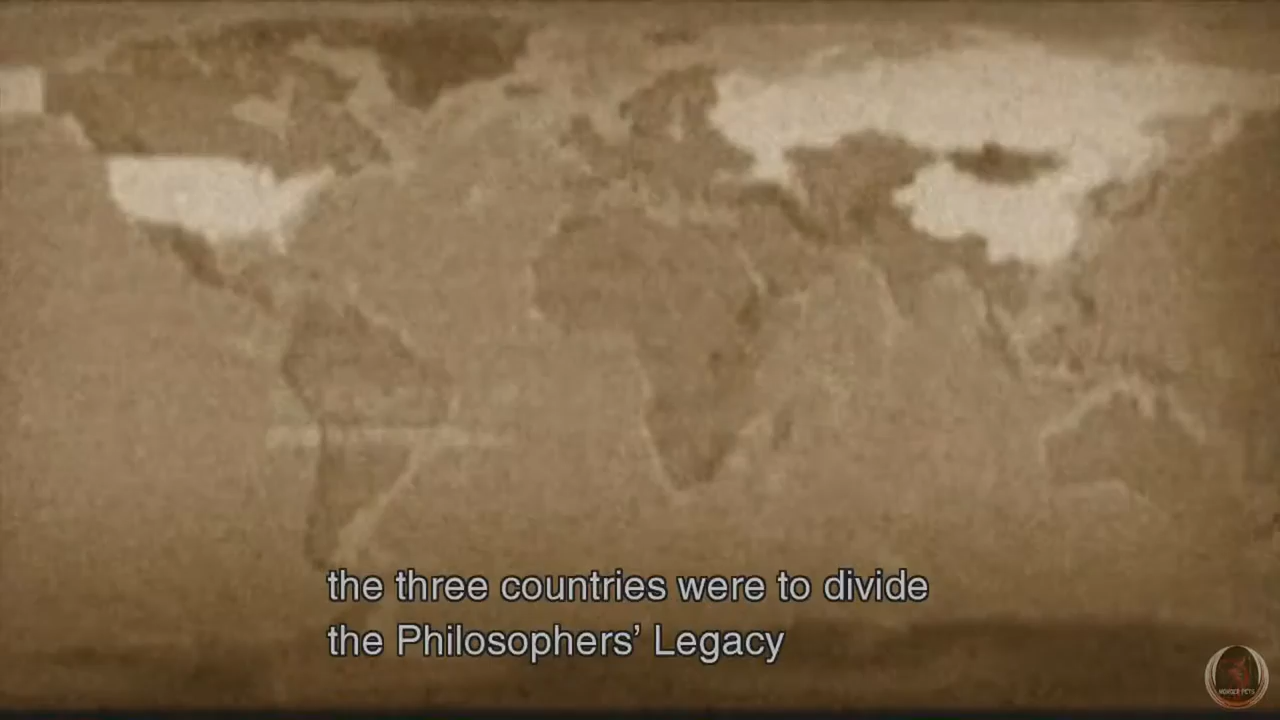 the three countries were to divide
the Philosophers’ Legacy